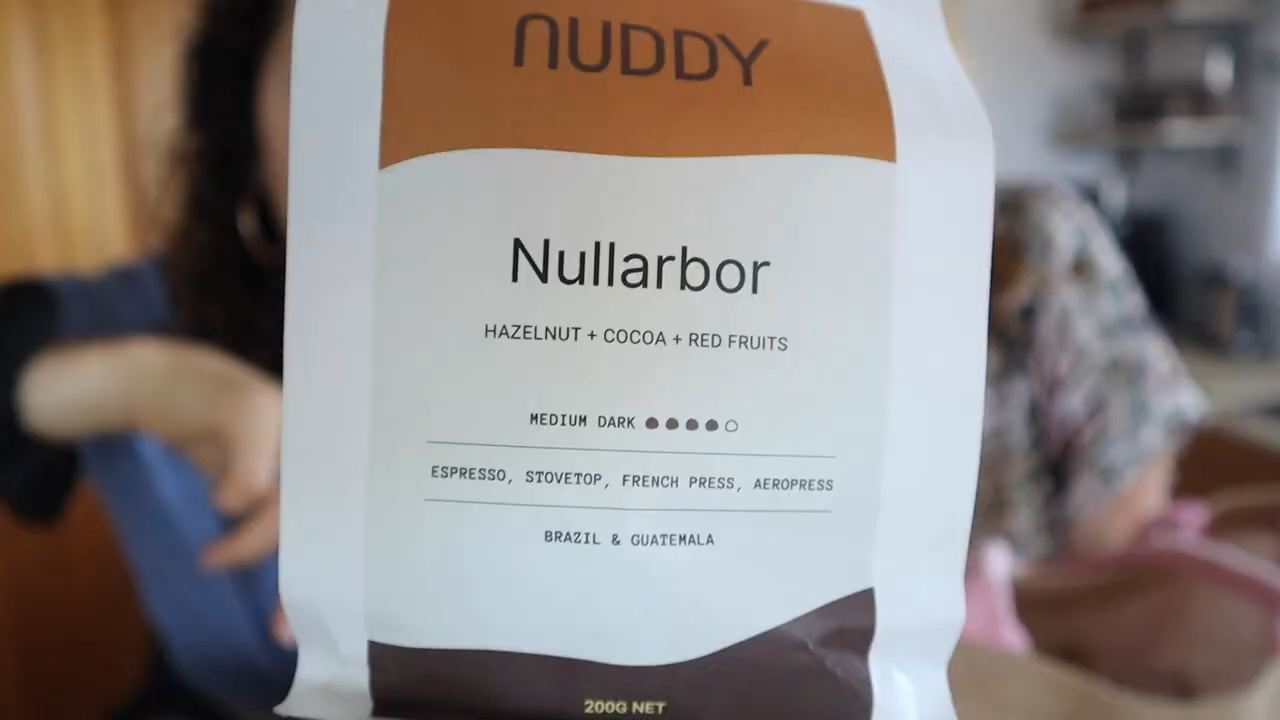 nUDDY
Nullarbor
HAZELNUT + COCOA + RED FRUITS
MEDIUM DARK
ESPRESSO, STOVETOP, FRENCH PRESS, AEROPRESS
BRAZIL & GUATEMALA
200G NET